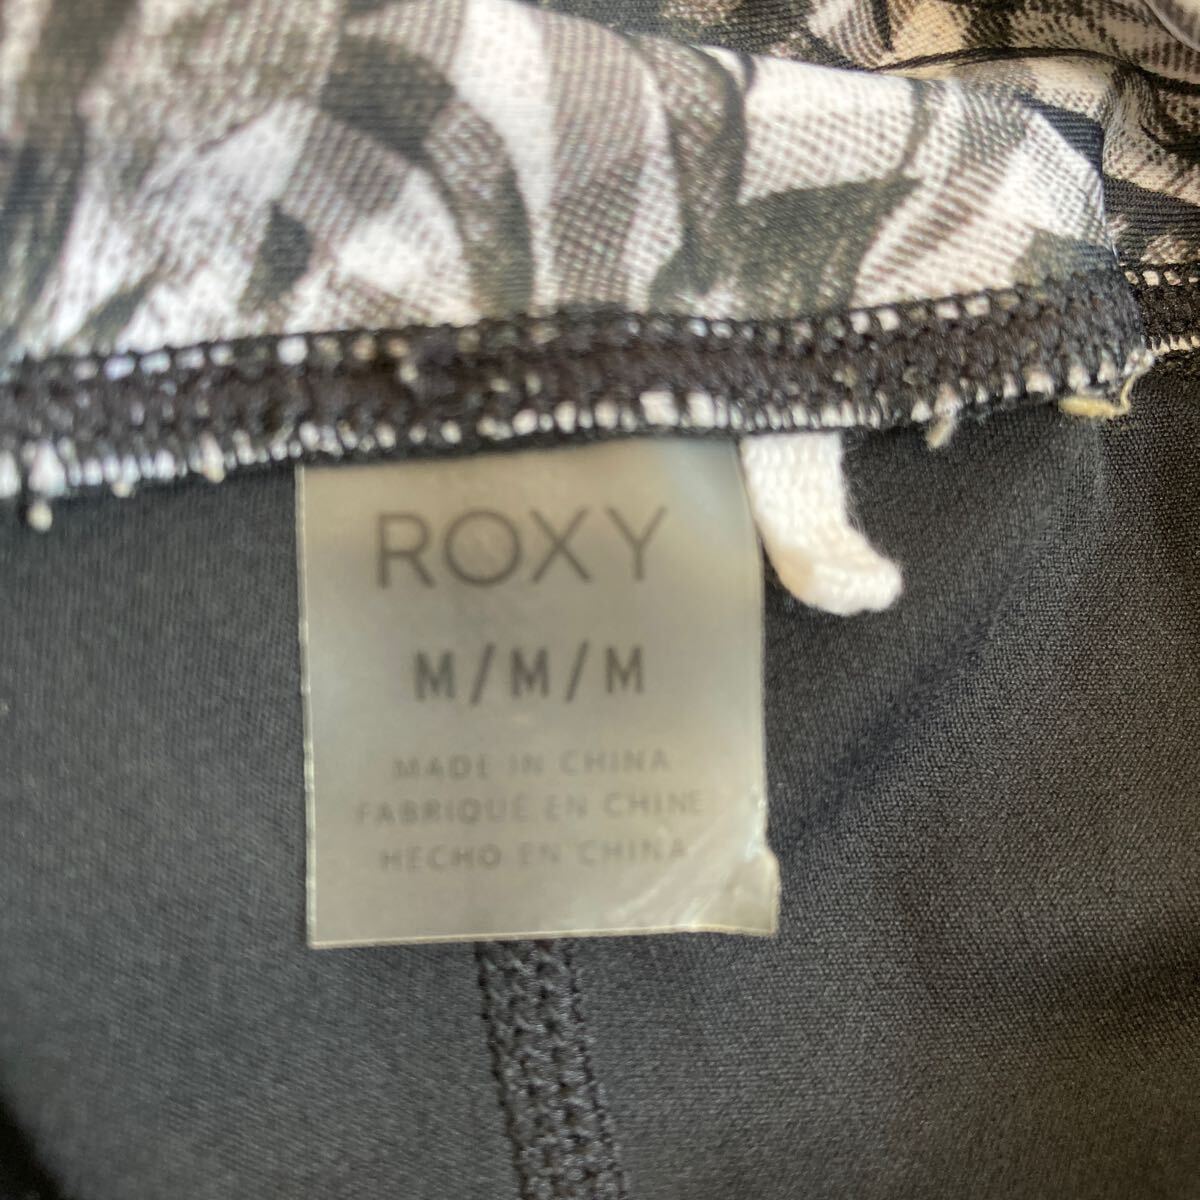 ROXY
M/M/M
MADE IN CHINA
FABRIQUÉ EN CHINE
HECHO EN CHINA